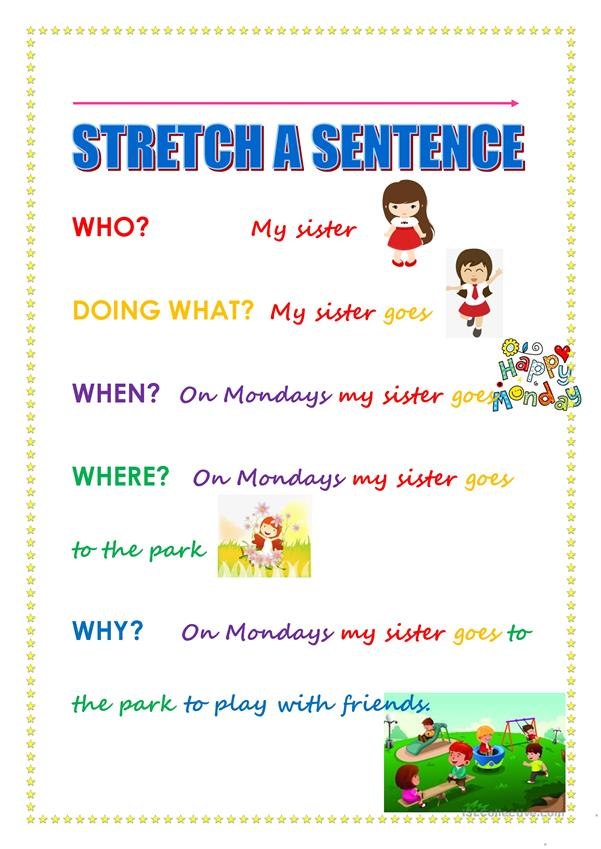 STRETCH A SENTENCE
WHO? My sister
DOING WHAT? My sister goes
WHEN? On Mondays my sister goes
Happy
Monday
WHERE? On Mondays my sister goes
to the park
WHY? On Mondays my sister goes to
the park to play with friends.
iSLCollective.com